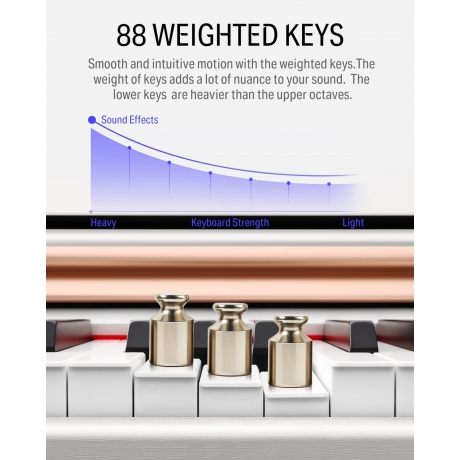 88 WEIGHTED KEYS
Smooth and intuitive motion with the weighted keys.The
weight of keys adds a lot of nuance to your sound. The
lower keys are heavier than the upper octaves.
Sound Effects
Heavy Keyboard Strength Light